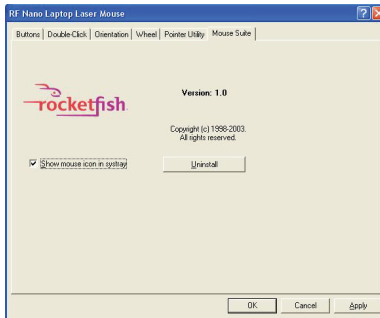 RF Nano Laptop Laser Mouse
Buttons Double-Click Orientation Wheel Pointer Utility Mouse Suite
rocketfish
Version: 1.0
Copyright (c) 1998-2003.
All rights reserved.
Show mouse icon in systray
Uninstall
OK Cancel Apply